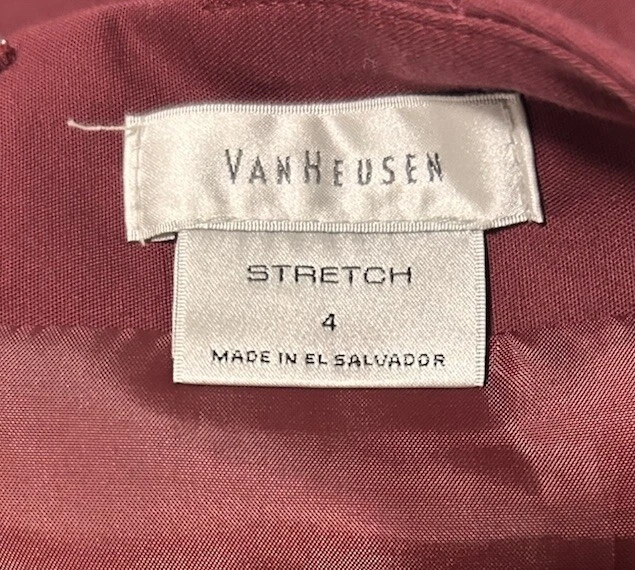 VANHEUSEN
STRETCH
4
MADE IN EL SALVADOR